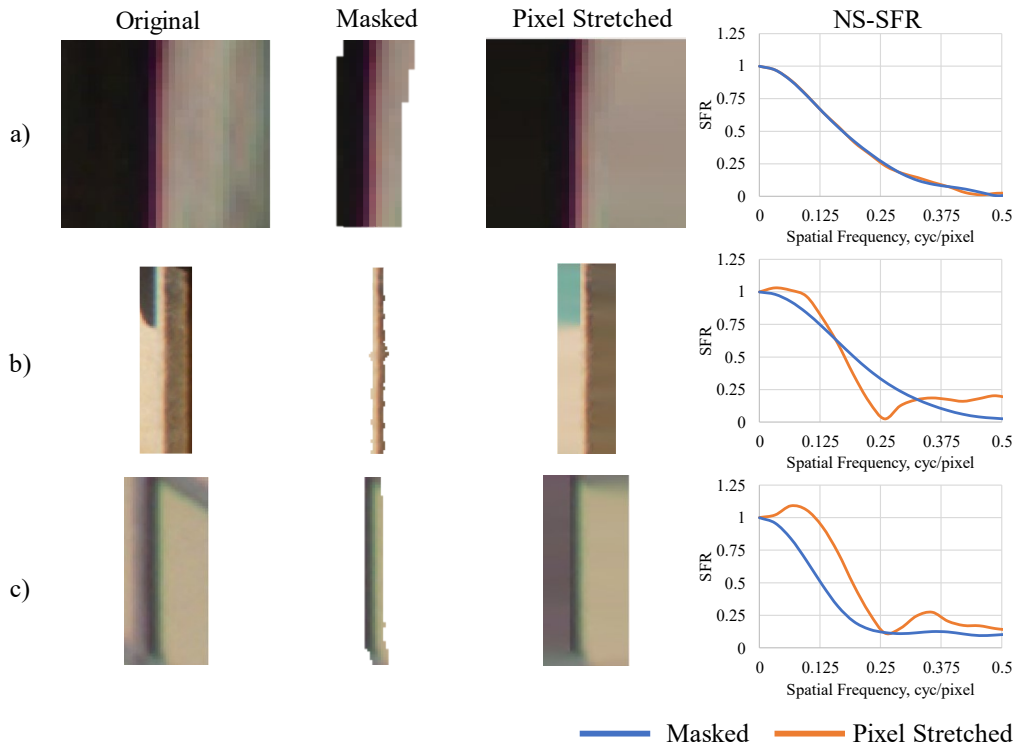 Original Masked Pixel Stretched NS-SFR
a)
1.25
1
0.75
0.5
0.25
0
SFR
0 0.125 0.25 0.375 0.5
Spatial Frequency, cyc/pixel
b)
1.25
1
0.75
0.5
0.25
0
SFR
0 0.125 0.25 0.375 0.5
Spatial Frequency, cyc/pixel
c)
1.25
1
0.75
0.5
0.25
0
SFR
0 0.125 0.25 0.375 0.5
Spatial Frequency, cyc/pixel
Masked Pixel Stretched